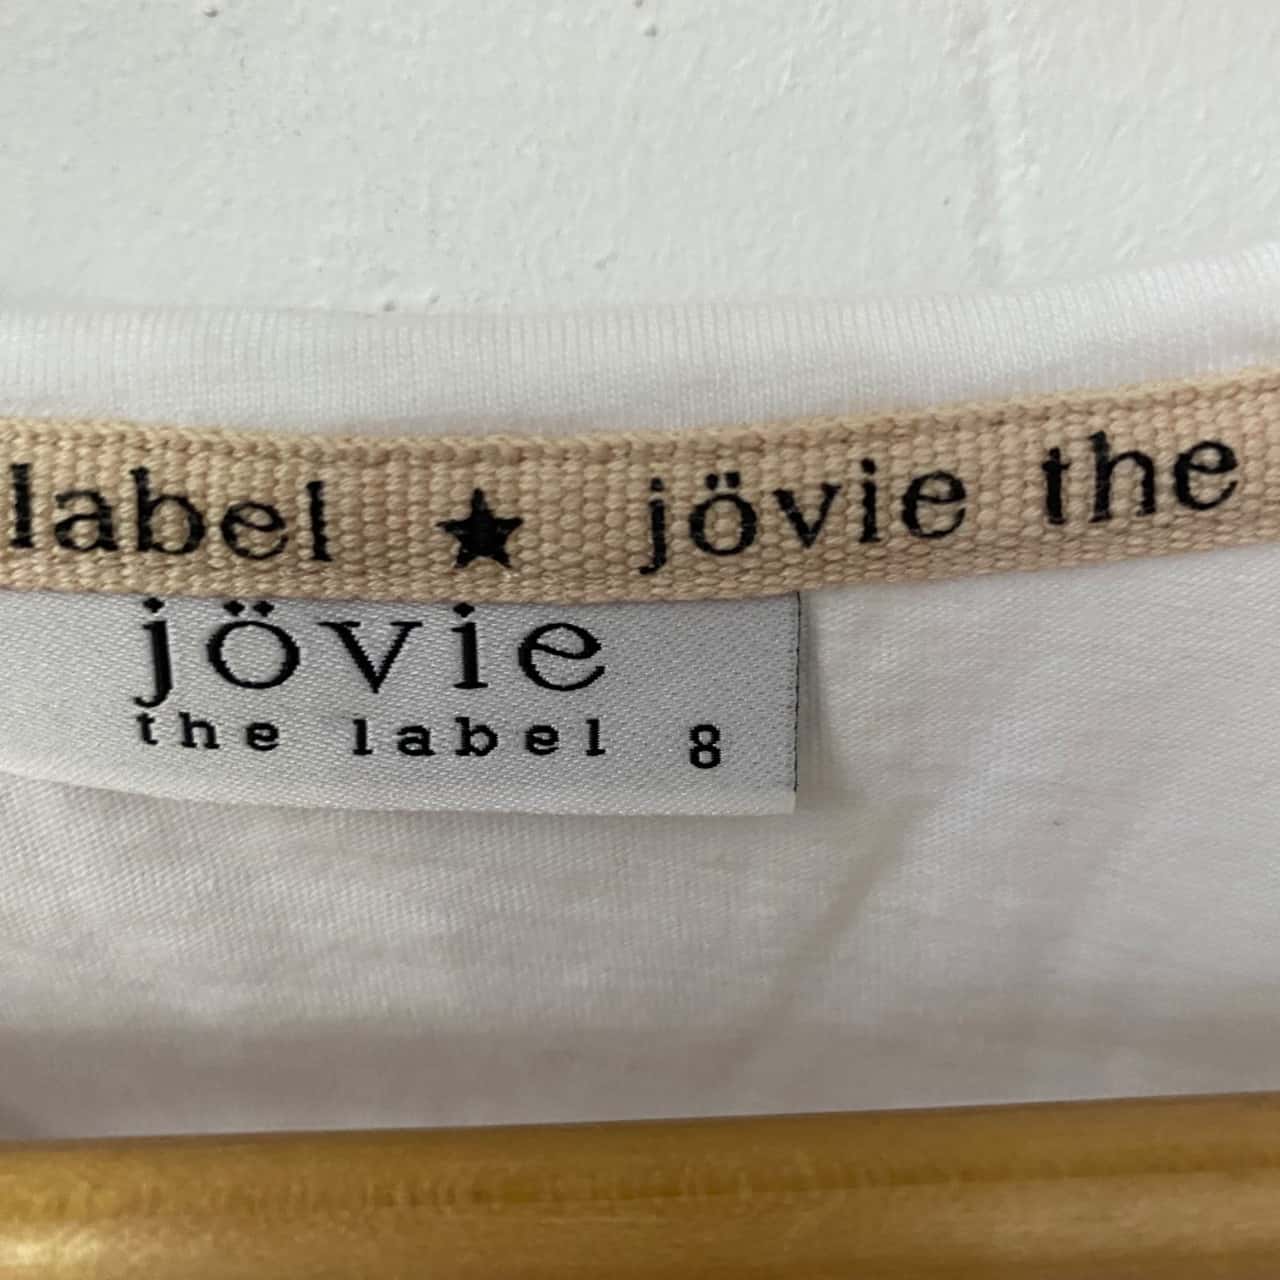 label ★ jövie the
jövie
the label 8